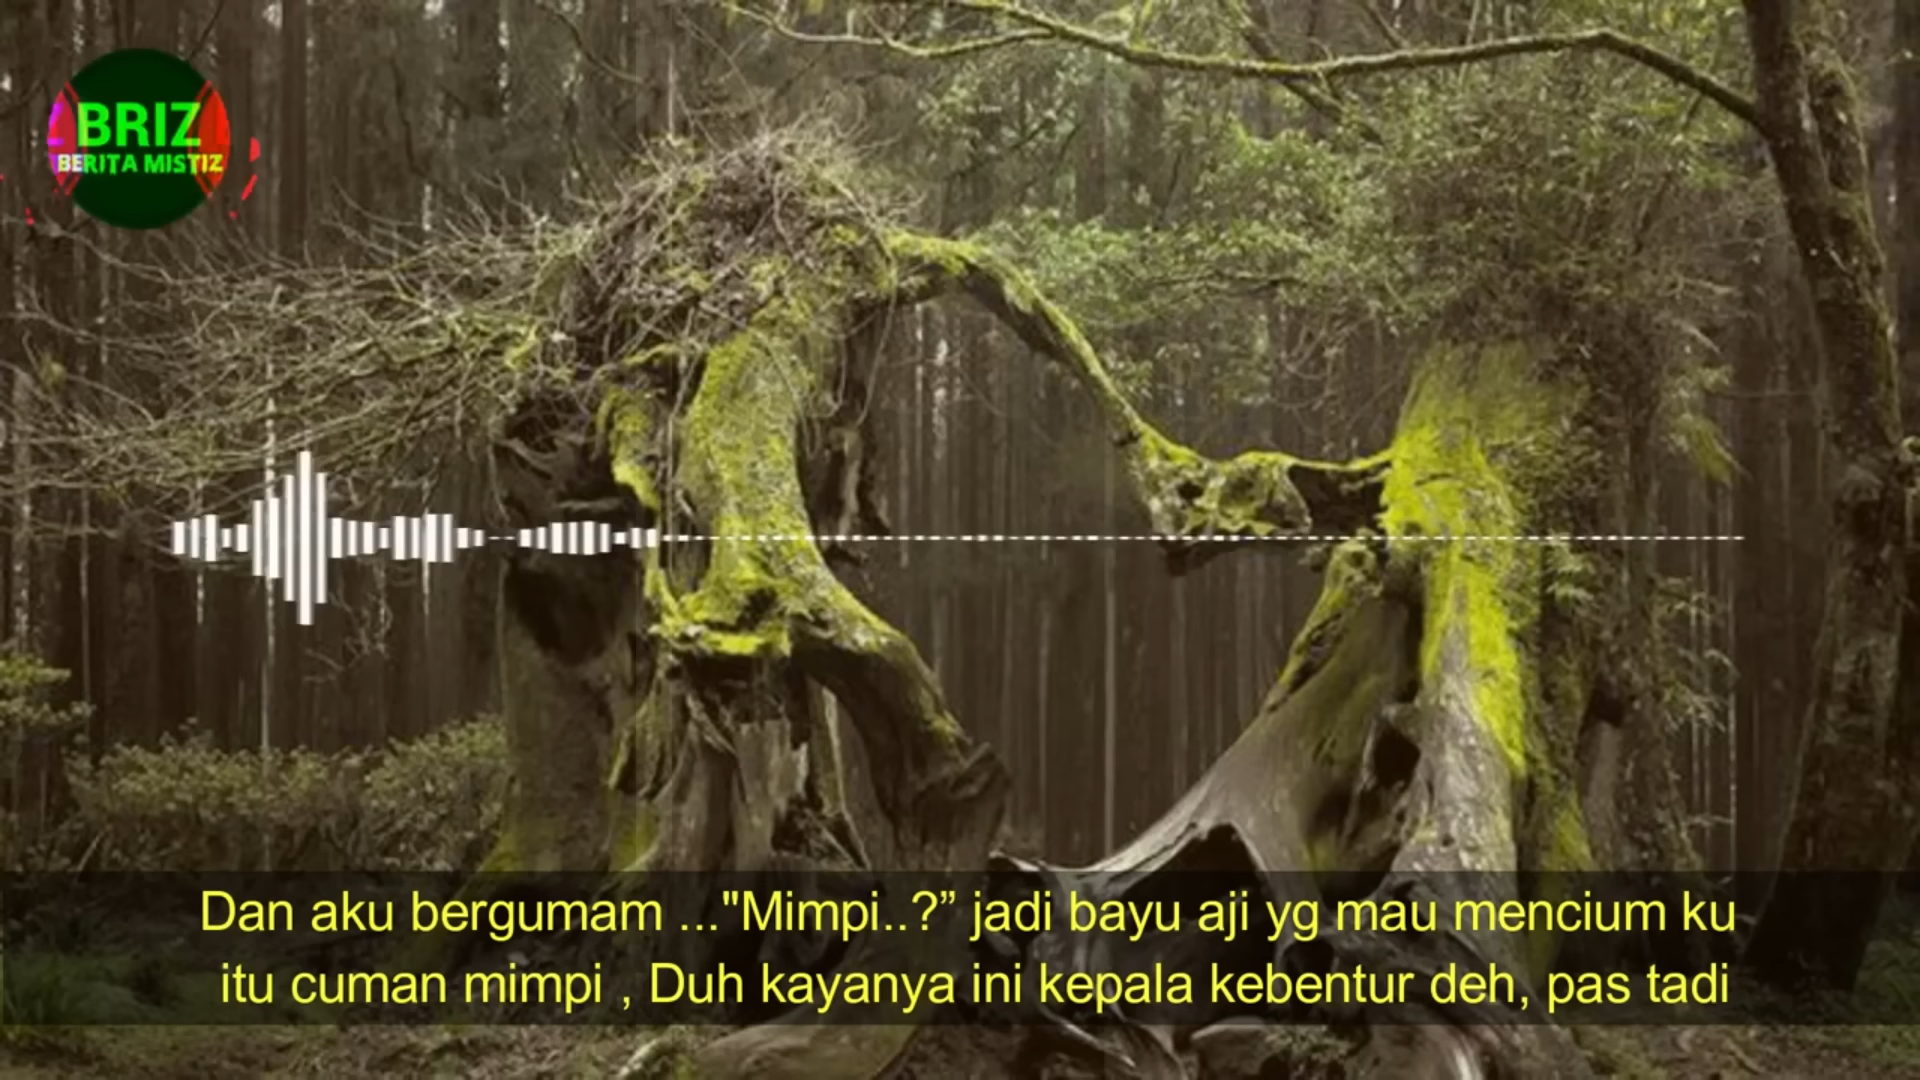 BRIZ
BERITA MISTIZ
Dan aku bergumam ..."Mimpi..?” jadi bayu aji yg mau mencium ku
itu cuman mimpi , Duh kayanya ini kepala kebentur deh, pas tadi